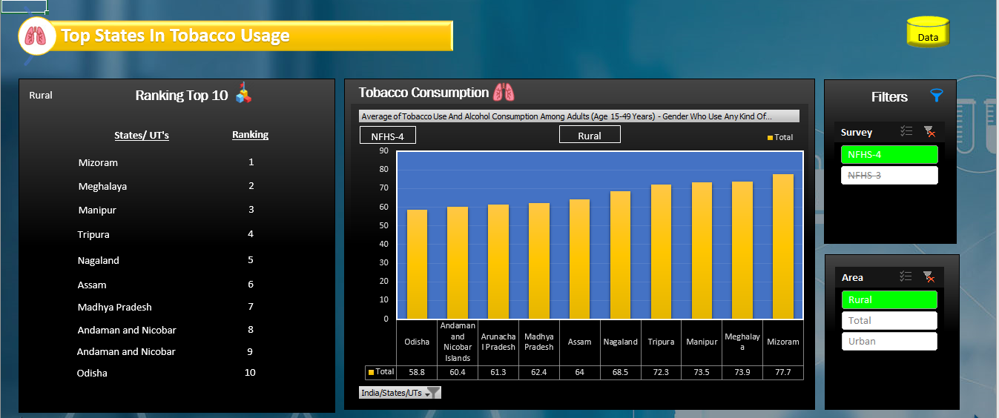 Top States In Tobacco Usage
Data
Rural
Ranking Top 10
States/ UT's Ranking
Mizoram 1
Meghalaya 2
Manipur 3
Tripura 4
Nagaland 5
Assam 6
Madhya Pradesh 7
Andaman and Nicobar 8
Andaman and Nicobar 9
Odisha 10
Tobacco Consumption
Average of Tobacco Use And Alcohol Consumption Among Adults (Age 15-49 Years) - Gender Who Use Any Kind Of...
NFHS-4
Rural
Total
90
80
70
60
50
40
30
20
10
0
Odisha
Andaman
and
Nicobar
Islands
Arunacha
l Pradesh
Madhya
Pradesh
Assam
Nagaland
Tripura
Manipur
Meghalay
a
Mizoram
Total 58.8 60.4 61.3 62.4 64 68.5 72.3 73.5 73.9 77.7
India/States/UTs
Filters
Survey
NFHS-4
NFHS-3
Area
Rural
Total
Urban